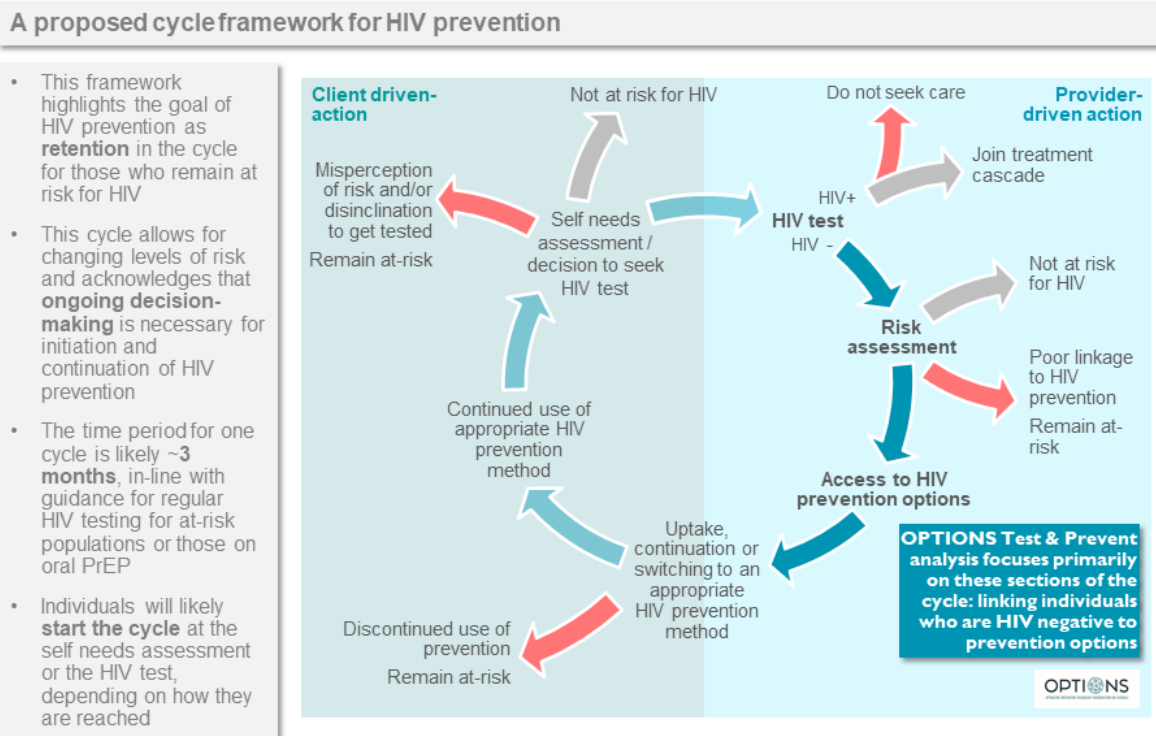 A proposed cycle framework for HIV prevention
• This framework
highlights the goal of
HIV prevention as
retention in the cycle
for those who remain at
risk for HIV
• This cycle allows for
changing levels of risk
and acknowledges that
ongoing decision-
making is necessary for
initiation and
continuation of HIV
prevention
• The time period for one
cycle is likely ~3
months, in-line with
guidance for regular
HIV testing for at-risk
populations or those on
oral PrEP
• Individuals will likely
start the cycle at the
self needs assessment
or the HIV test,
depending on how they
are reached
Client driven-
action
Not at risk for HIV
Do not seek care
Provider-
driven action
Misperception
of risk and/or
disinclination
to get tested
Remain at-risk
Self needs
assessment /
decision to seek
HIV test
HIV+
HIV test
HIV -
Join treatment
cascade
Risk
assessment
Not at risk
for HIV
Poor linkage
to HIV
prevention
Remain at-
risk
Access to HIV
prevention options
Uptake,
continuation or
switching to an
appropriate
HIV prevention
method
Continued use of
appropriate HIV
prevention
method
Discontinued use of
prevention
Remain at-risk
OPTIONS Test & Prevent
analysis focuses primarily
on these sections of the
cycle: linking individuals
who are HIV negative to
prevention options
OPTIONS